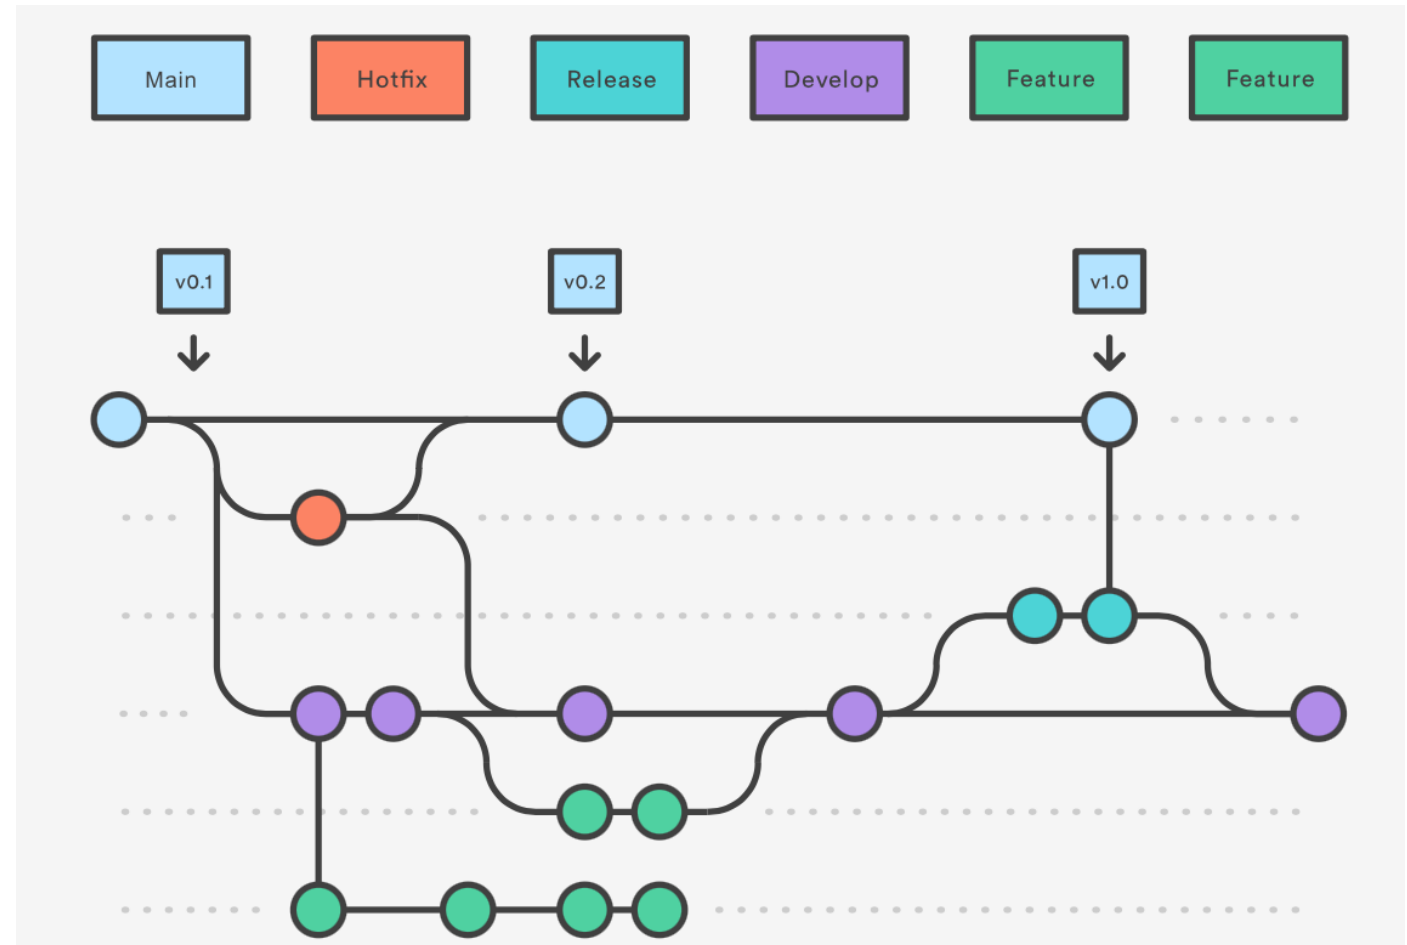 Main
Hotfix
Release
Develop
Feature
Feature
v0.1
v0.2
v1.0